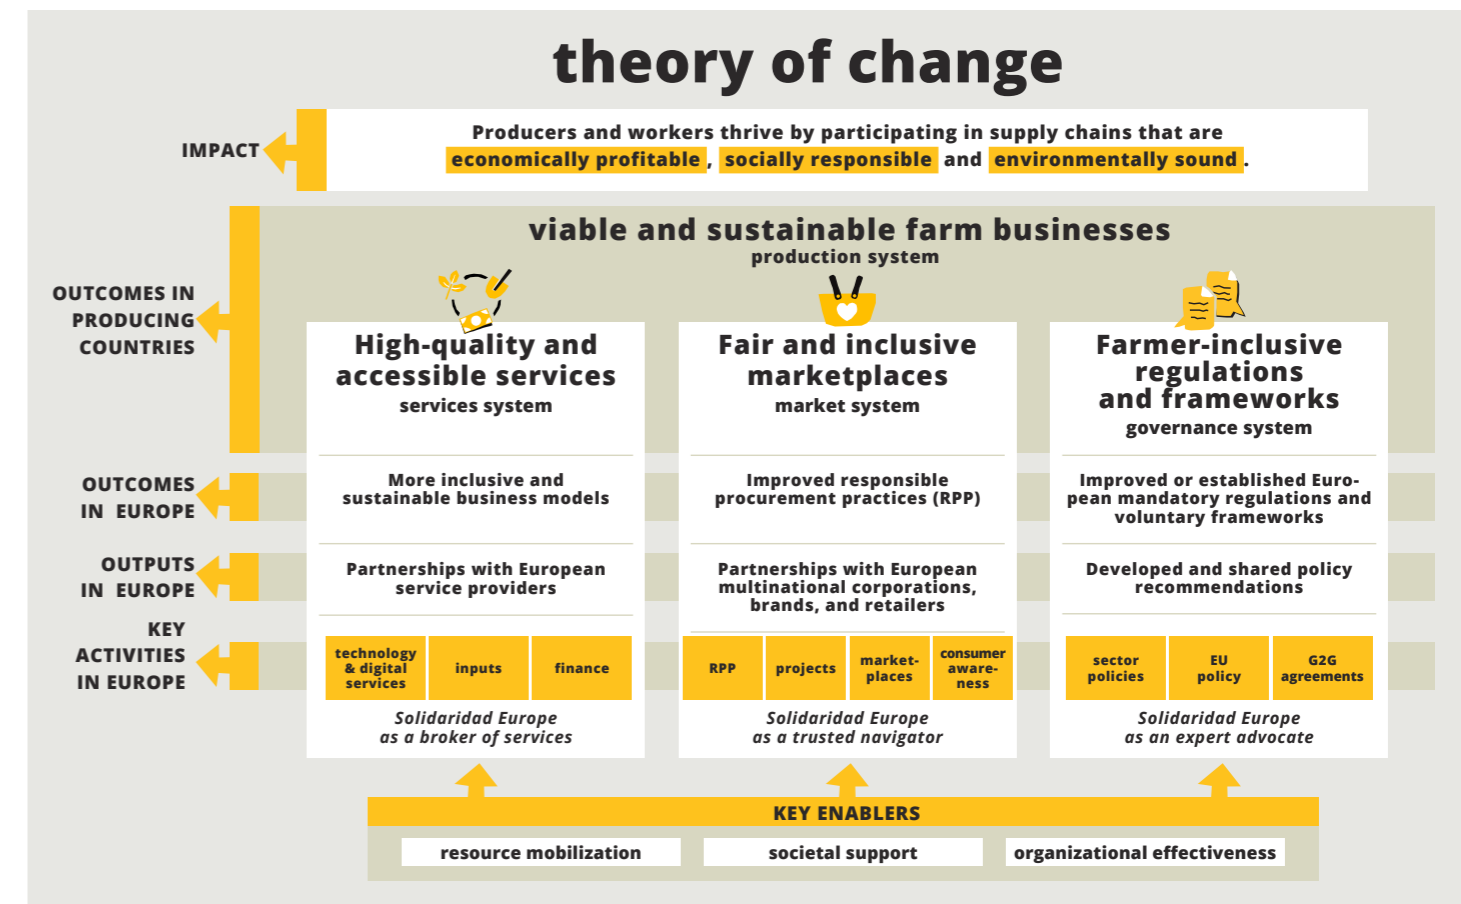 theory of change
IMPACT
Producers and workers thrive by participating in supply chains that are
economically profitable, socially responsible and environmentally sound.
OUTCOMES IN
PRODUCING
COUNTRIES
viable and sustainable farm businesses
production system
High-quality and
accessible services
services system
Fair and inclusive
marketplaces
market system
Farmer-inclusive
regulations
and frameworks
governance system
OUTCOMES
IN EUROPE
More inclusive and
sustainable business models
Improved responsible
procurement practices (RPP)
Improved or established Euro-
pean mandatory regulations and
voluntary frameworks
OUTPUTS
IN EUROPE
Partnerships with European
service providers
Partnerships with European
multinational corporations,
brands, and retailers
Developed and shared policy
recommendations
KEY
ACTIVITIES
IN EUROPE
technology
& digital
services
inputs
finance
RPP
projects
market-
places
consumer
aware-
ness
sector
policies
EU
policy
G2G
agreements
Solidaridad Europe
as a broker of services
Solidaridad Europe
as a trusted navigator
Solidaridad Europe
as an expert advocate
KEY ENABLERS
resource mobilization
societal support
organizational effectiveness